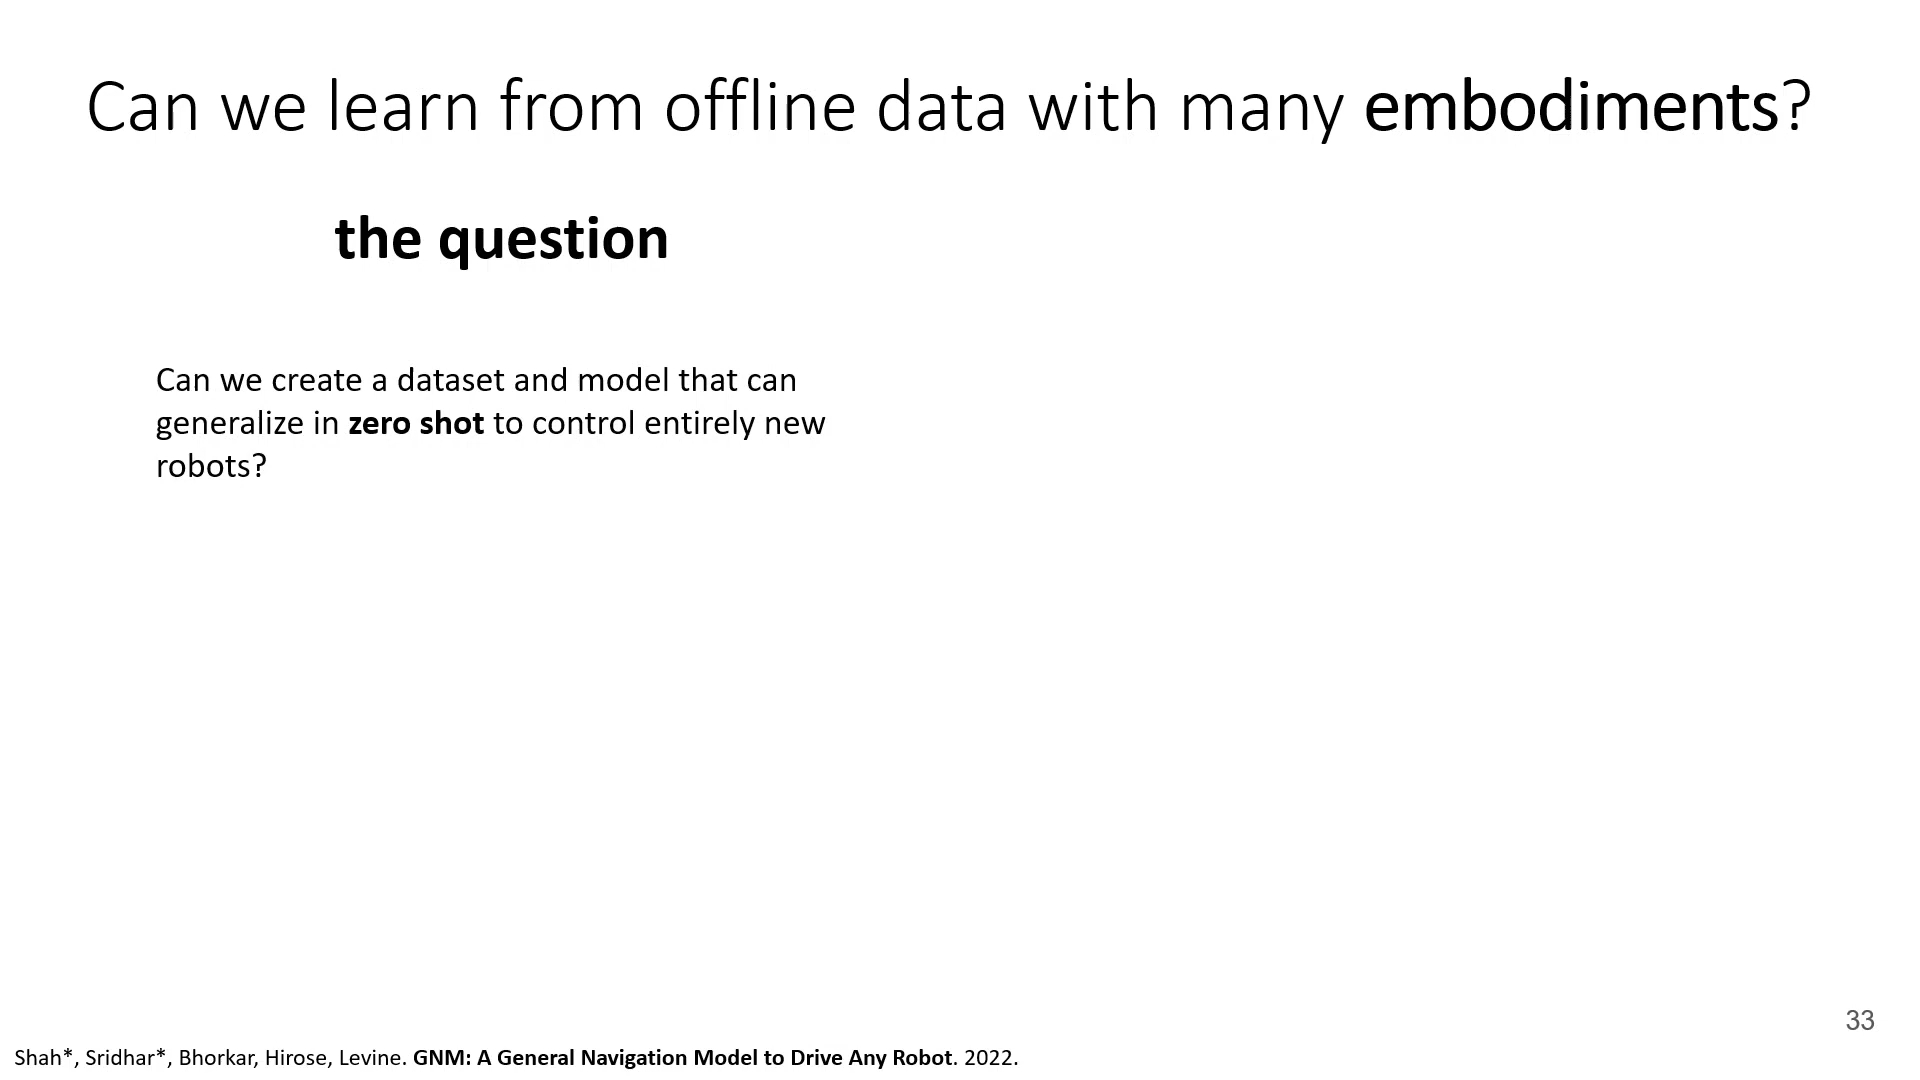 Can we learn from offline data with many embodiments?
the question
Can we create a dataset and model that can
generalize in zero shot to control entirely new
robots?
33
Shah*, Sridhar*, Bhorkar, Hirose, Levine. GNM: A General Navigation Model to Drive Any Robot. 2022.